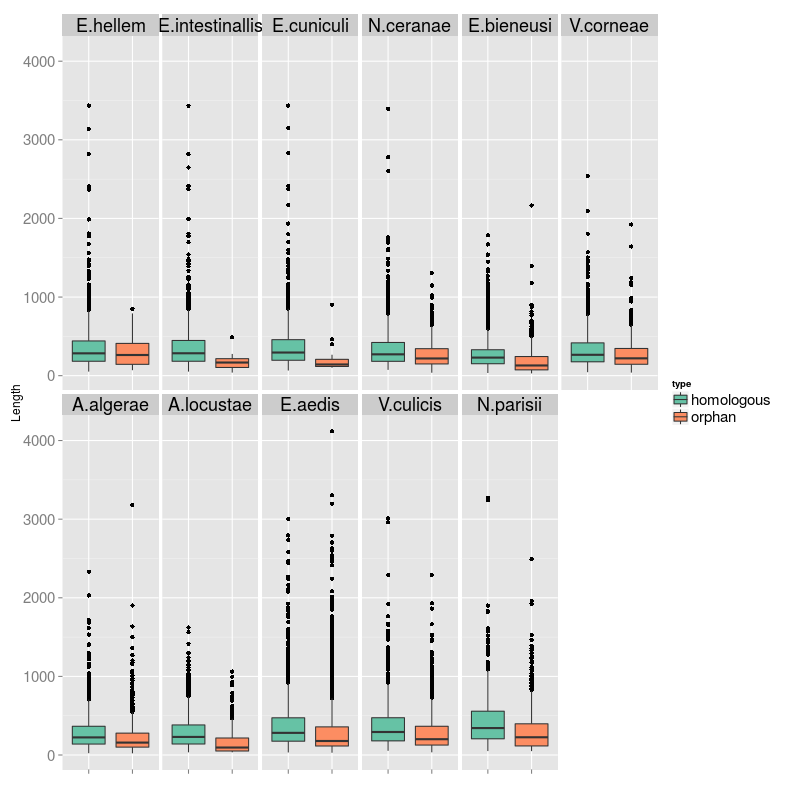 E.hellem E.intestinallis E.cuniculi N.ceranae E.bieneusi V.corneae
4000
3000
2000
1000
0
Length
A.algerae A.locustae E.aedis V.culicis N.parisii
4000
3000
2000
1000
0
type
homologous
orphan